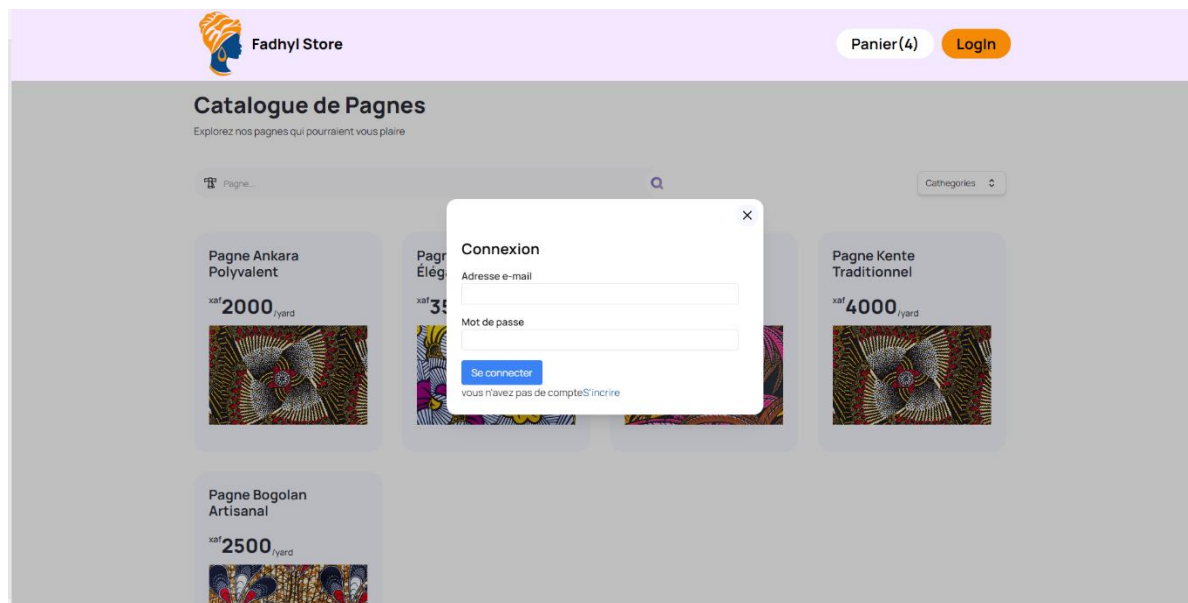 Fadhyl Store
Panier(4)
LogIn
Catalogue de Pagnes
Explorez nos pagnes qui pourraient vous plaire
Pagne...
Cathegories
Pagne Ankara
Polyvalent
xaf2000/yard
Pagne Kente
Traditionnel
xaf4000/yard
Connexion
Adresse e-mail
Mot de passe
Se connecter
vous n'avez pas de compteS'incrire
Pagne Bogolan
Artisanal
xaf2500/yard